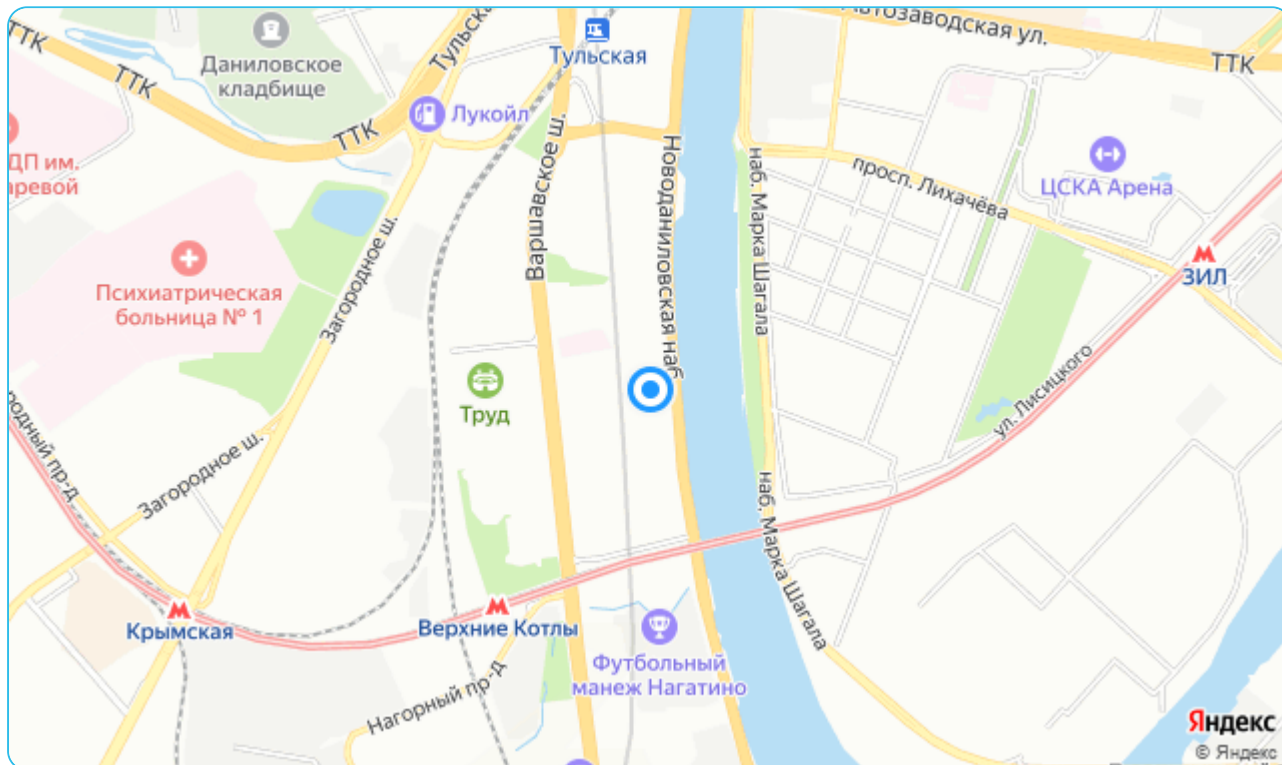 Автозаводская ул.
ТТК
Тульская
Даниловское
кладбище
Тульская
ТТК
ТТК
Лукойл
ТТК
ДП им.
аревой
Варшавское ш.
Новоданиловская наб
наб. Марка Шагала
просп. Лихачёва
ЦСКА Арена
ЗИЛ
Психиатрическая
больница № 1
Загородное ш.
Труд
ул. Лисицкого
родный пр-д
Загородное ш.
наб. Марка Шагала
Крымская
Верхние Котлы
Футбольный
манеж Нагатино
Нагорный пр-д
Яндекс
© Яндекс